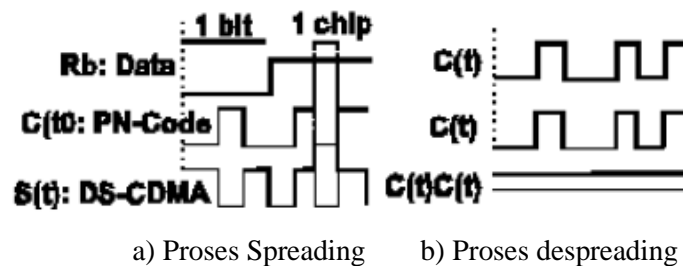 1 bit 1 chip
Rb: Data
C(t0: PN-Code
S(t): DS-CDMA
C(t)
C(t)
C(t)C(t)
a) Proses Spreading b) Proses despreading